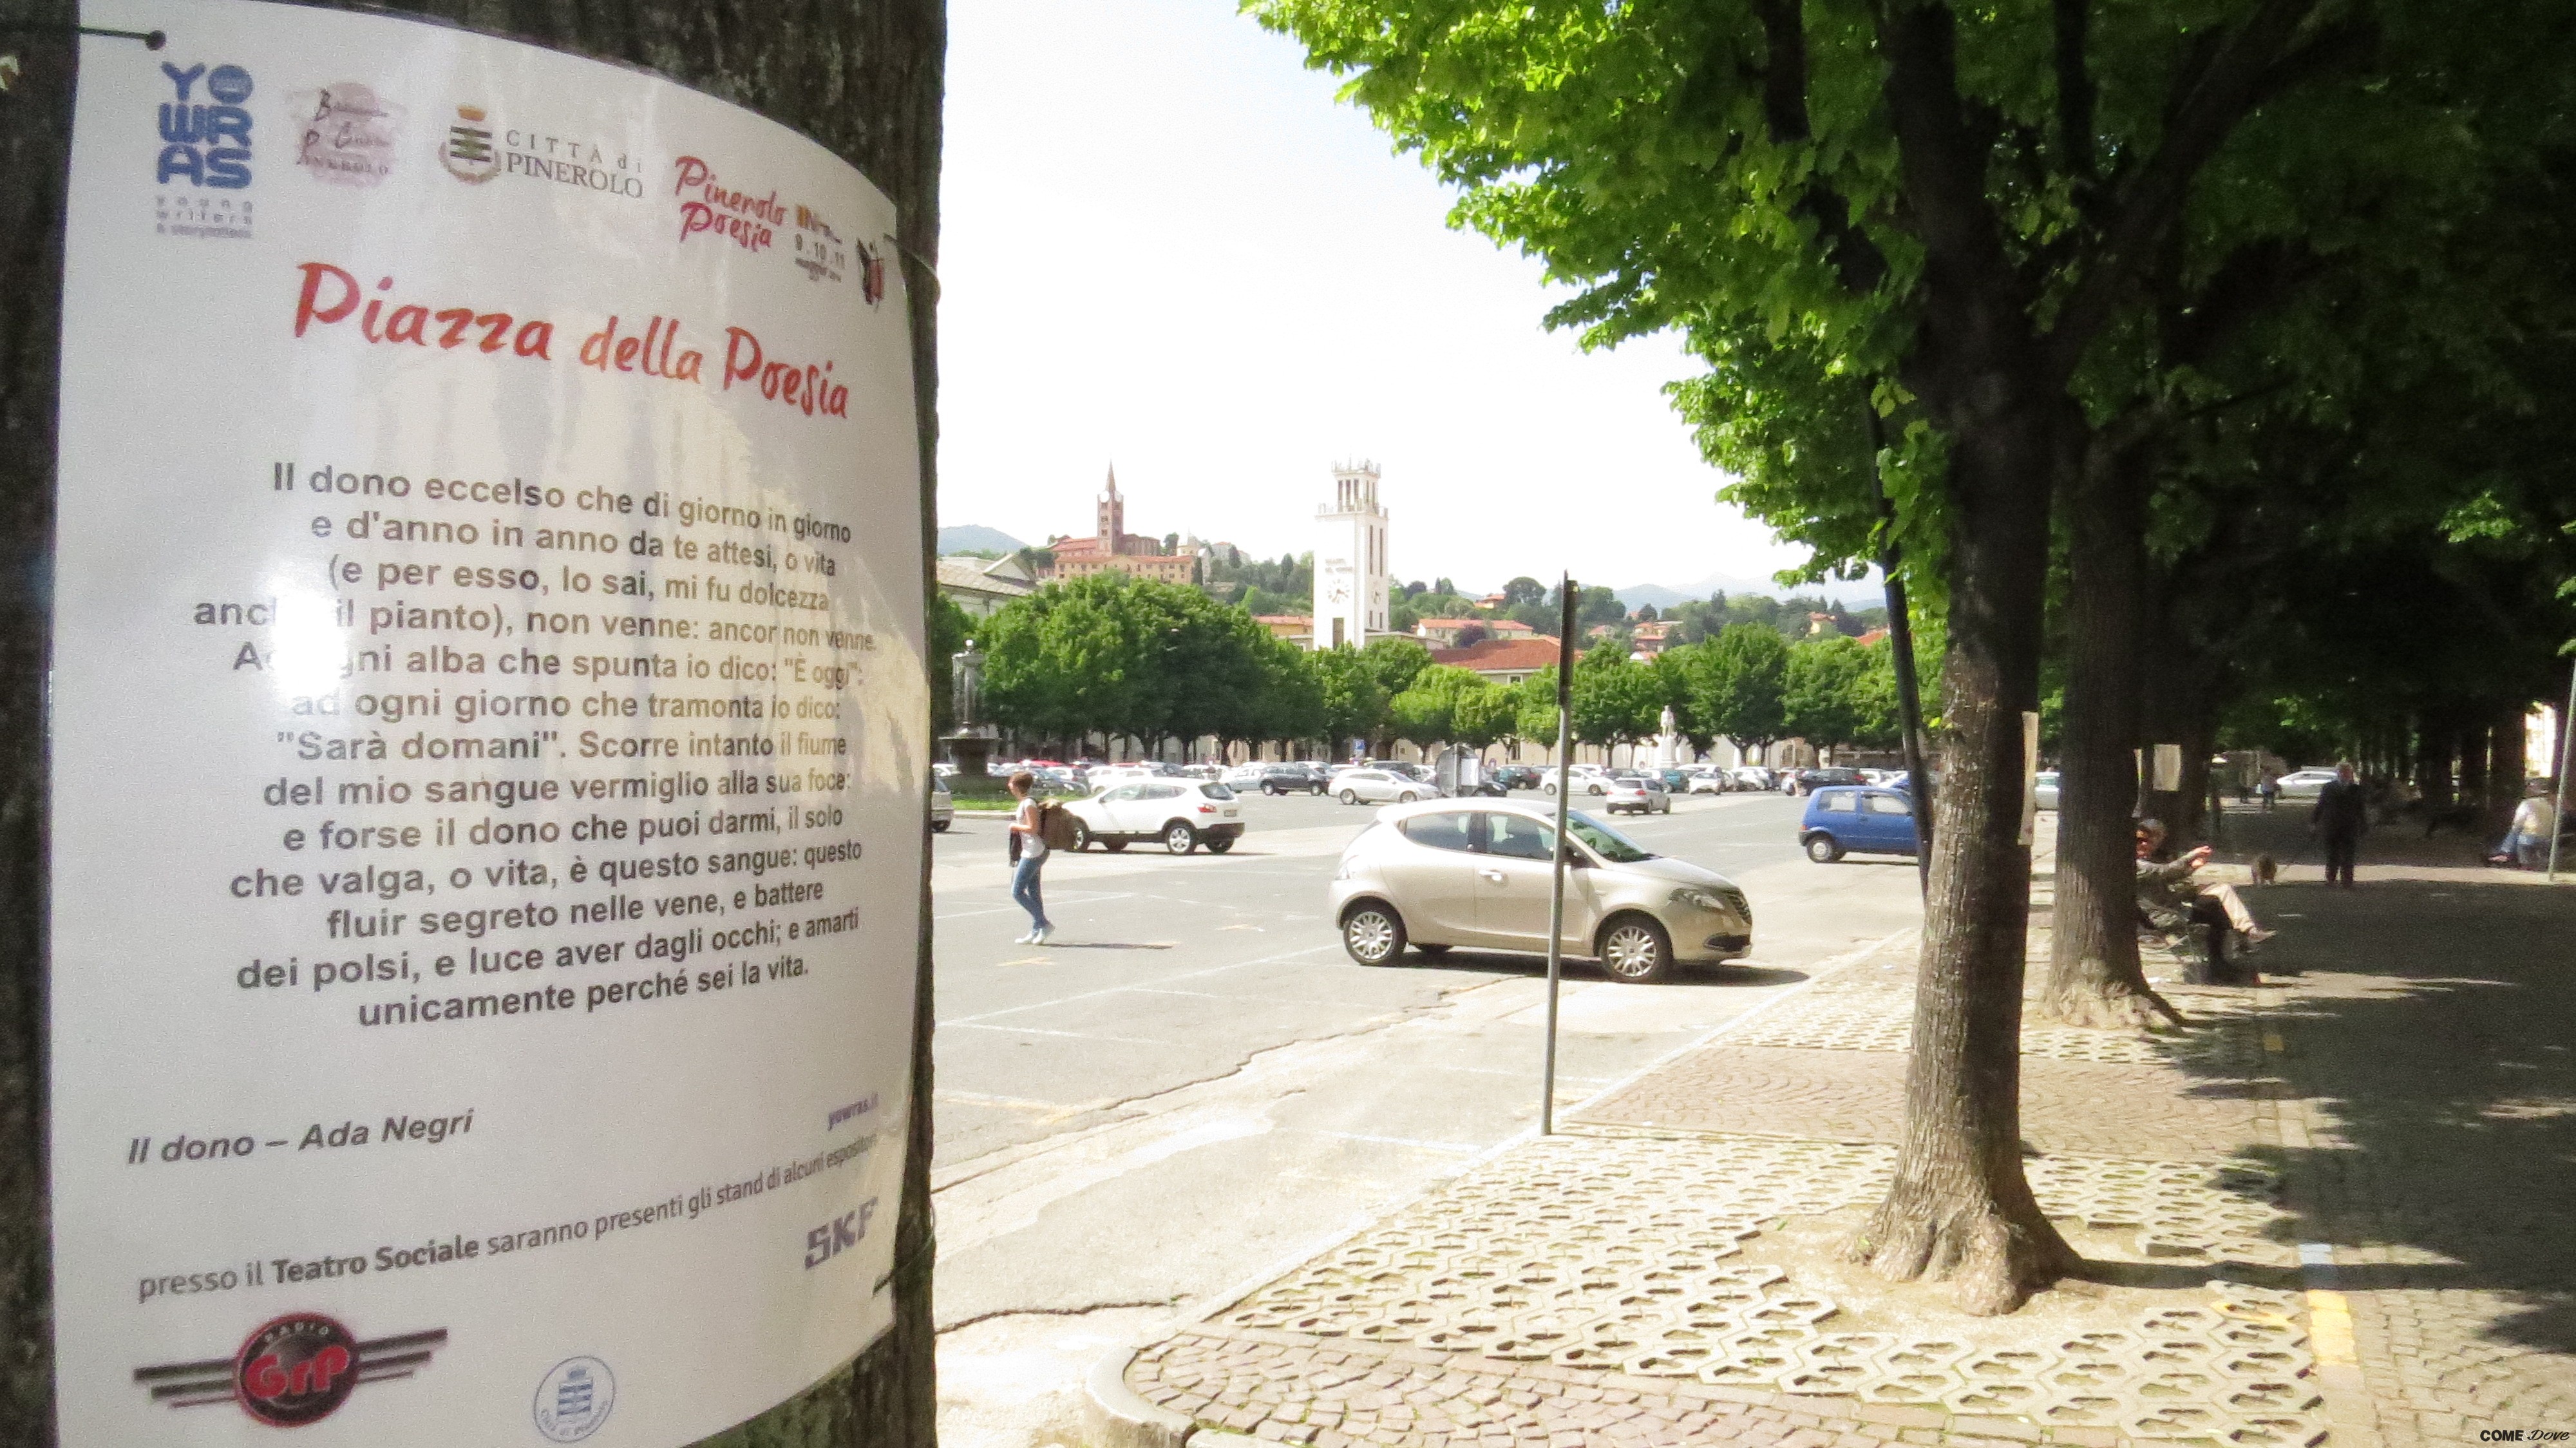 YO
WR
AS
young
writers
& storytellers
PINEROLO
CITTÀ di
PINEROLO
Pinerolo
Poesia
9.10.11
Piazza della Poesia
Il dono eccelso che di giorno in giorno
e d'anno in anno da te attesi, o vita
(e per esso, lo sai, mi fu dolcezza
il pianto), non venne: ancor non venne.
alba che spunta io dico: "È oggi":
ad ogni giorno che tramonta io dico:
"Sarà domani". Scorre intanto il fiume
del mio sangue vermiglio alla sua foce:
e forse il dono che puoi darmi, il solo
che valga, o vita, è questo sangue: questo
fluir segreto nelle vene, e battere
dei polsi, e luce aver dagli occhi; e amarti
unicamente perché sei la vita.
Il dono – Ada Negri
yowras.it
presso il Teatro Sociale saranno presenti gli stand di alcuni espositori
SKF
RADIO
GrP
COME Dove